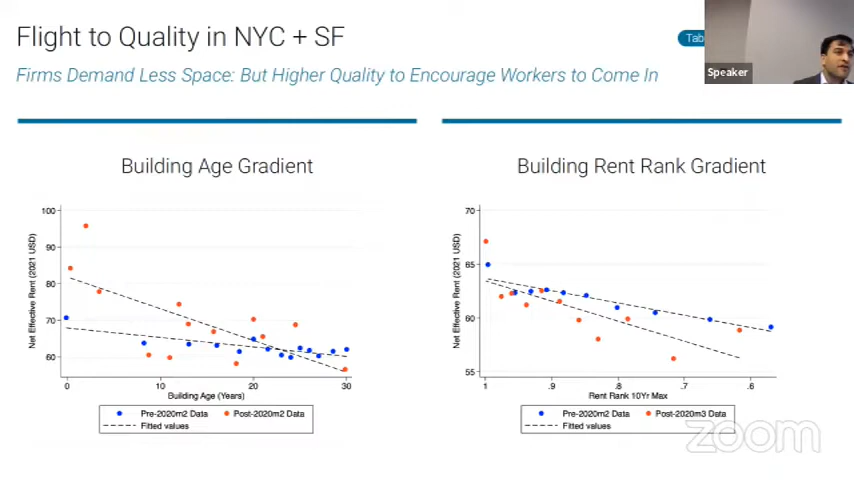 Flight to Quality in NYC + SF
Tab
Speaker
Firms Demand Less Space: But Higher Quality to Encourage Workers to Come In
Building Age Gradient
100
90
80
70
60
Net Effective Rent (2021 USD)
0
10
20
30
Building Age (Years)
Pre-2020m2 Data
Post-2020m2 Data
Fitted values
Building Rent Rank Gradient
70
65
60
55
Net Effective Rent (2021 USD)
1
.9
.8
.7
.6
Rent Rank 10Yr Max
Pre-2020m2 Data
Post-2020m3 Data
Fitted values
zoom